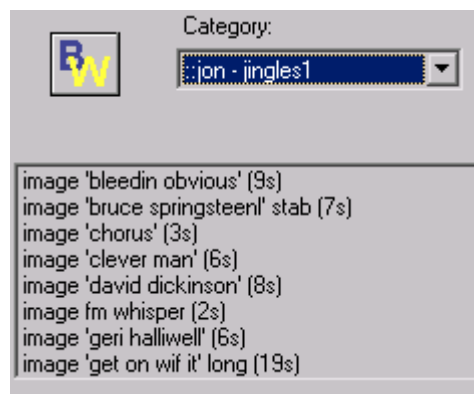 Category:
BW
::jon - jingles1
image 'bleedin obvious' (9s)
image 'bruce springsteenl' stab (7s)
image 'chorus' (3s)
image 'clever man' (6s)
image 'david dickinson' (8s)
image fm whisper (2s)
image 'geri halliwell' (6s)
image 'get on wif it' long (19s)